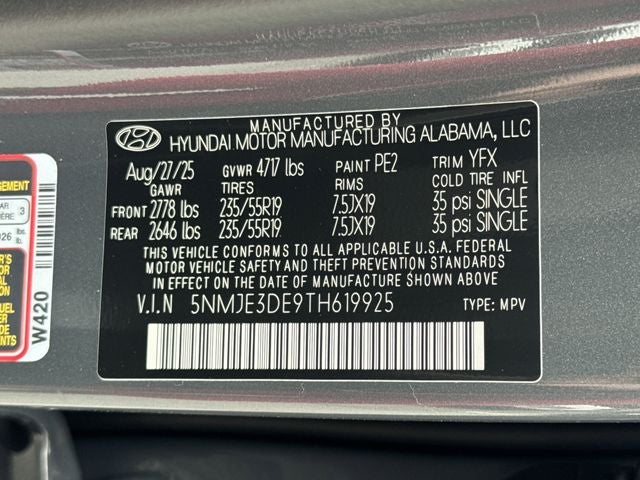 MANUFACTURED BY
HYUNDAI MOTOR MANUFACTURING ALABAMA, LLC
Aug/27/25 GVWR 4717 lbs PAINT PE2 TRIM YFX
GAWR TIRES RIMS COLD TIRE INFL
FRONT 2778 lbs 235/55R19 7.5JX19 35 psi SINGLE
REAR 2646 lbs 235/55R19 7.5JX19 35 psi SINGLE
THIS VEHICLE CONFORMS TO ALL APPLICABLE U.S.A. FEDERAL
MOTOR VEHICLE SAFETY AND THEFT PREVENTION STANDARDS
IN EFFECT ON THE DATE OF MANUFACTURE SHOWN ABOVE.
V.I.N 5NMJE3DE9TH619925 TYPE: MPV
W420